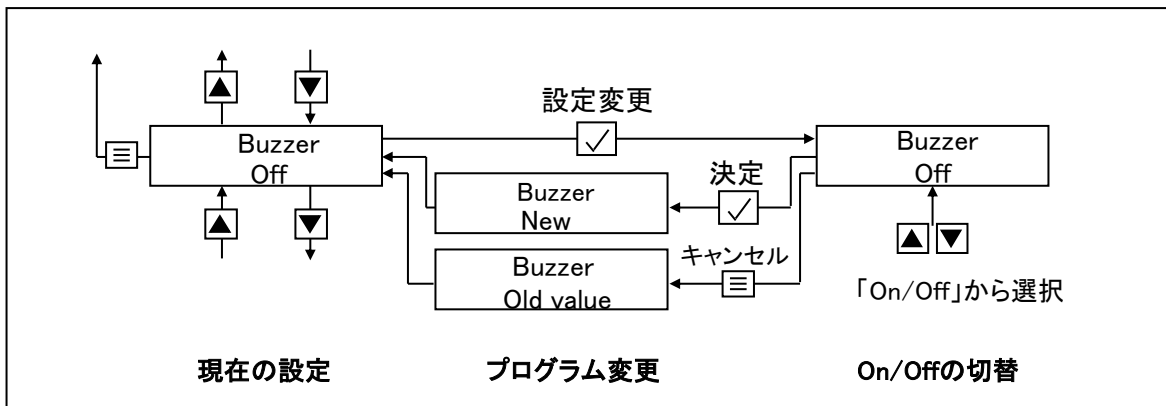 設定変更
Buzzer
Off
Buzzer
Off
決定
Buzzer
New
キャンセル
Buzzer
Old value
「On/Off」から選択
現在の設定
プログラム変更
On/Offの切替